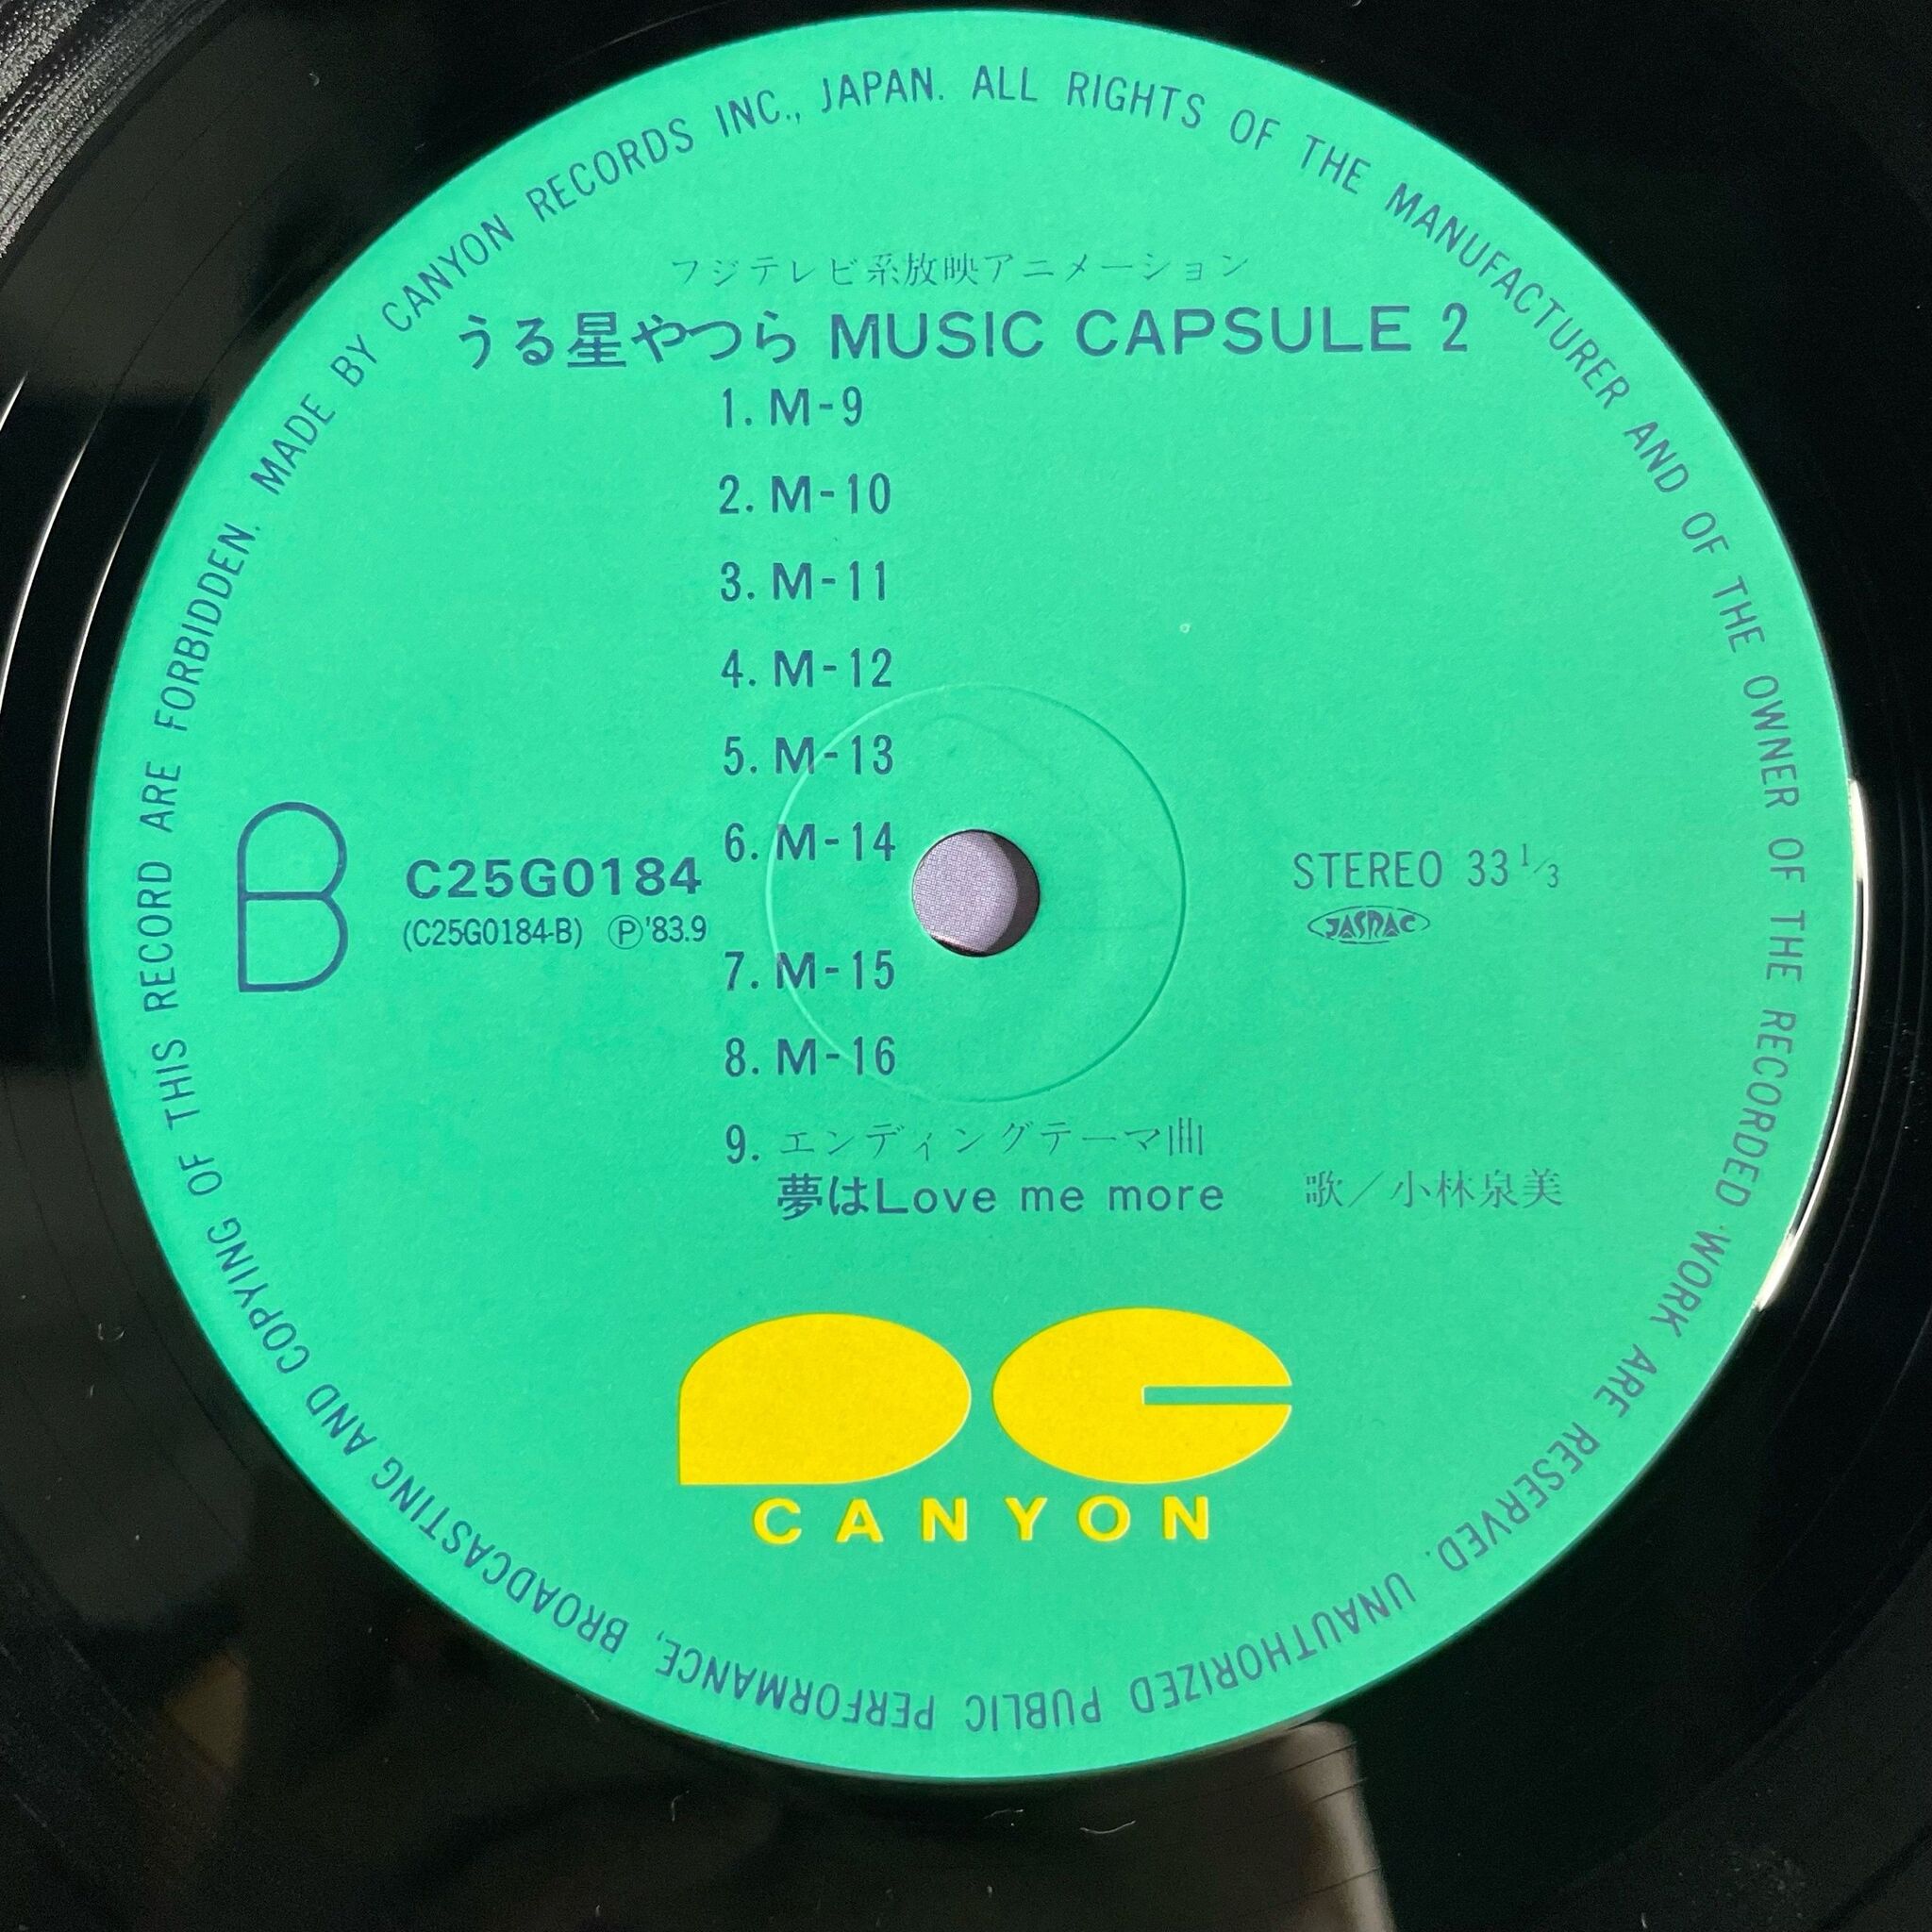 フジテレビ系放映アニメーション
うる星やつら MUSIC CAPSULE 2
1. M-9
2. M-10
3. M-11
4. M-12
5. M-13
6. M-14
7. M-15
8. M-16
9. エンディングテーマ曲
夢はLove me more 歌／小林泉美
B
C25G0184
(C25G0184-B) Ⓟ'83.9
STEREO 33 1/3
JASRAC
CANYON
MADE BY CANYON RECORDS INC., JAPAN. ALL RIGHTS OF THE MANUFACTURER AND OF THE OWNER OF THE RECORDED WORK ARE RESERVED. UNAUTHORIZED PUBLIC PERFORMANCE, BROADCASTING AND COPYING OF THIS RECORD ARE FORBIDDEN.